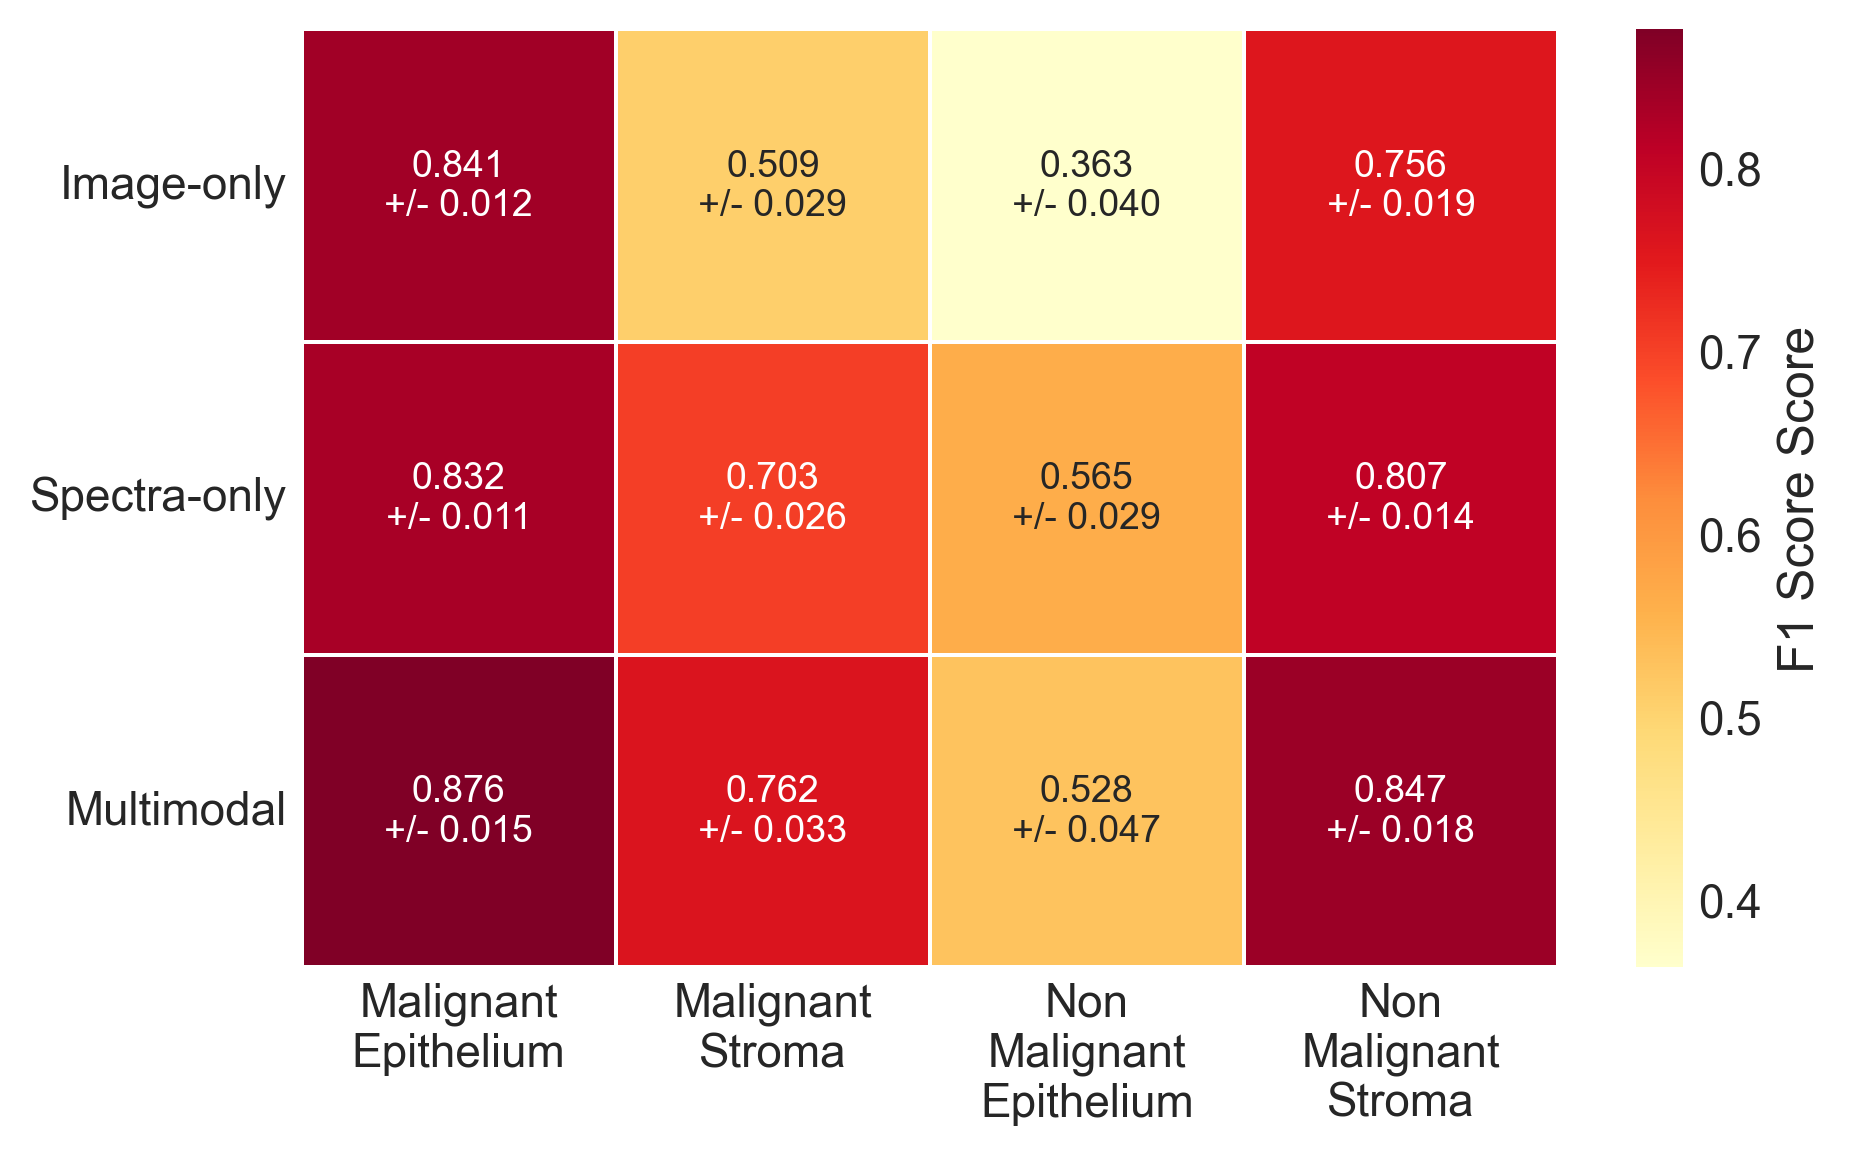 Image-only
0.841
+/- 0.012
0.509
+/- 0.029
0.363
+/- 0.040
0.756
+/- 0.019
Spectra-only
0.832
+/- 0.011
0.703
+/- 0.026
0.565
+/- 0.029
0.807
+/- 0.014
Multimodal
0.876
+/- 0.015
0.762
+/- 0.033
0.528
+/- 0.047
0.847
+/- 0.018
Malignant
Epithelium
Malignant
Stroma
Non
Malignant
Epithelium
Non
Malignant
Stroma
0.8
0.7
0.6
0.5
0.4
F1 Score Score